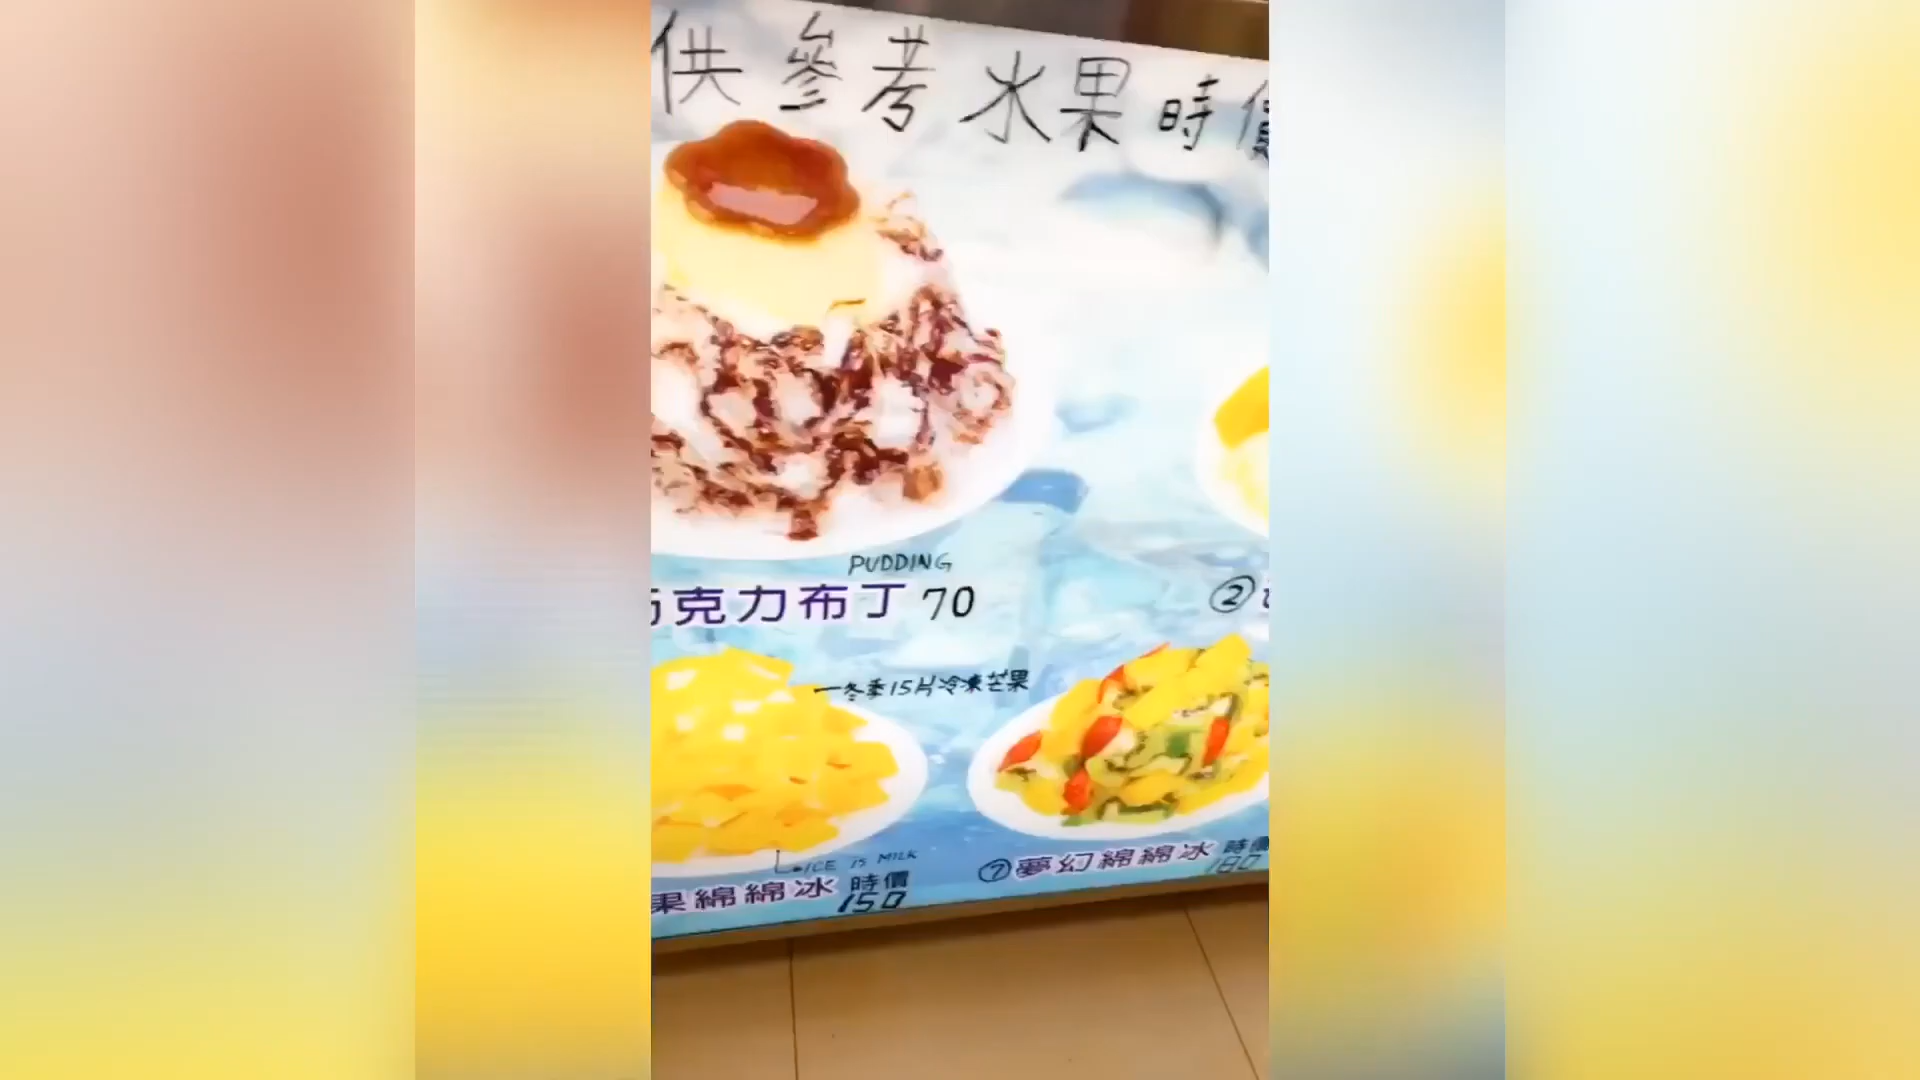 供參考 水果 時價
PUDDING
巧克力布丁 70
②
冬季15片冷凍芒果
ICE IS MILK
果綿綿冰 時價
150
⑦夢幻綿綿冰 時價
180